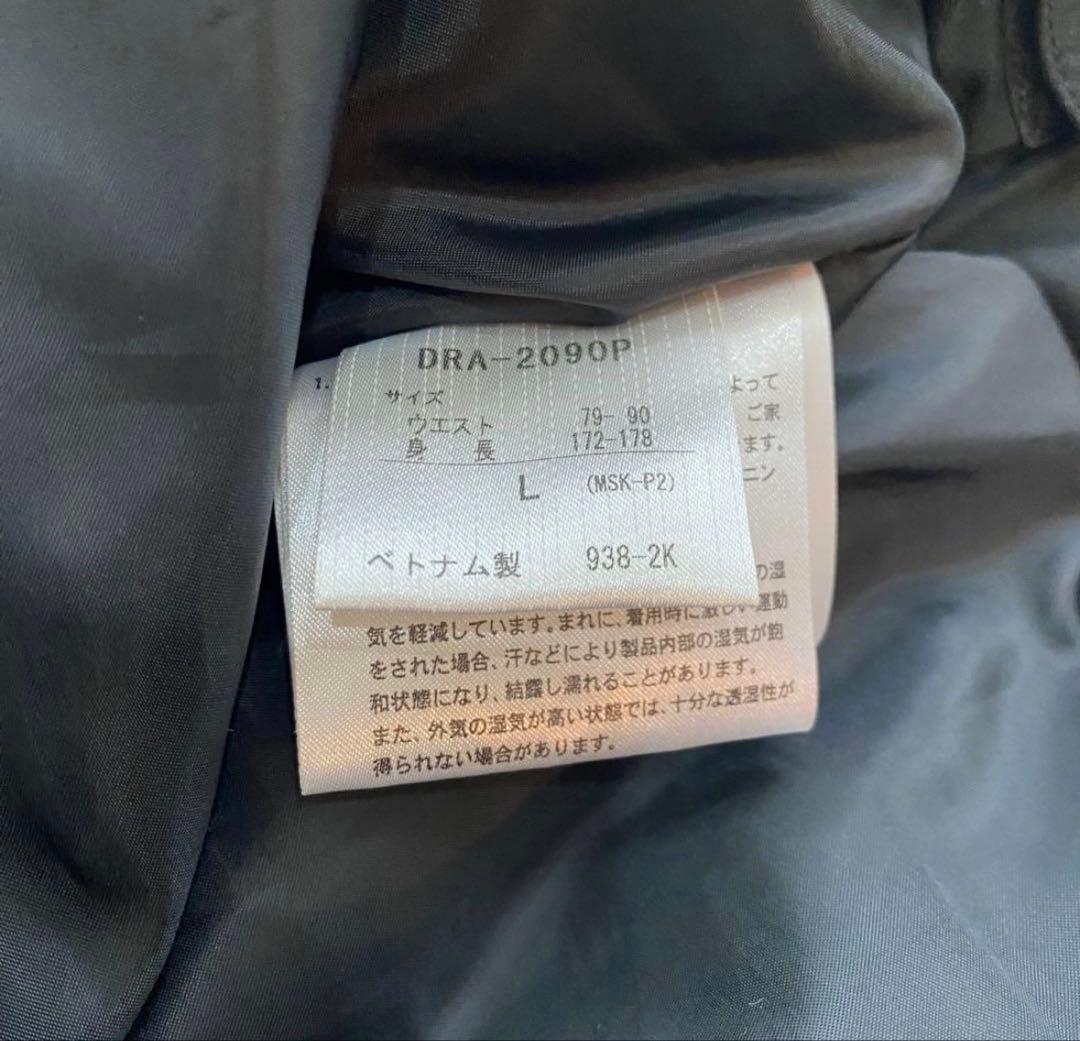 DRA-2090P
サイズ
ウエスト 79- 90
身 長 172-178
L (MSK-P2)
ベトナム製 938-2K
1.
よって
ご家
ます。
ニン
の湿
気を軽減しています。まれに、着用時に激しい運動
をされた場合、汗などにより製品内部の湿気が飽
和状態になり、結露し濡れることがあります。
また、外気の湿気が高い状態では、十分な透湿性が
得られない場合があります。